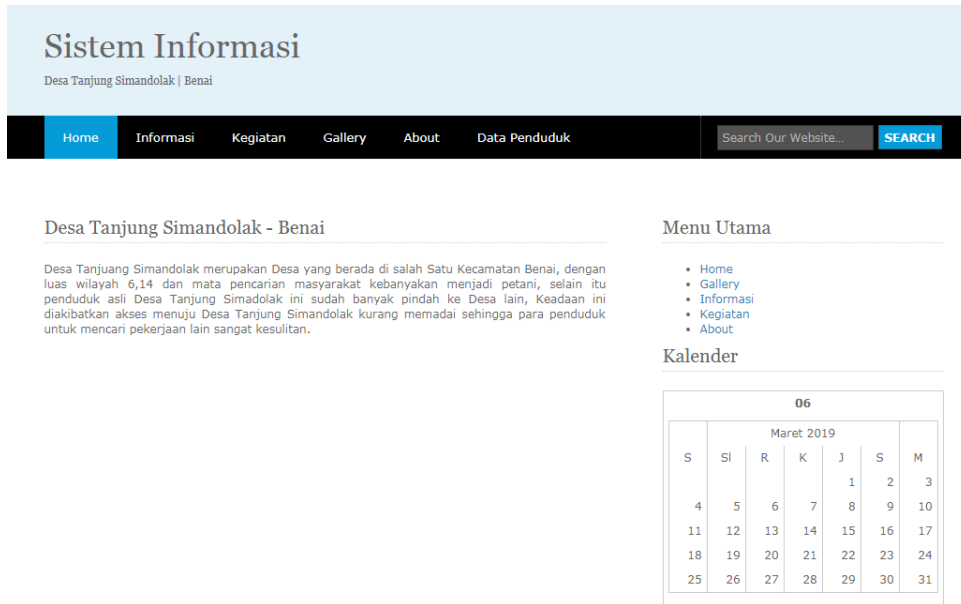 Sistem Informasi
Desa Tanjung Simandolak | Benai
Home Informasi Kegiatan Gallery About Data Penduduk Search Our Website... SEARCH
Desa Tanjung Simandolak - Benai
Desa Tanjuang Simandolak merupakan Desa yang berada di salah Satu Kecamatan Benai, dengan
luas wilayah 6,14 dan mata pencarian masyarakat kebanyakan menjadi petani, selain itu
penduduk asli Desa Tanjung Simadolak ini sudah banyak pindah ke Desa lain, Keadaan ini
diakibatkan akses menuju Desa Tanjung Simandolak kurang memadai sehingga para penduduk
untuk mencari pekerjaan lain sangat kesulitan.
Menu Utama
Home
Gallery
Informasi
Kegiatan
About
Kalender
06
Maret 2019
S Sl R K J S M
1 2 3
4 5 6 7 8 9 10
11 12 13 14 15 16 17
18 19 20 21 22 23 24
25 26 27 28 29 30 31